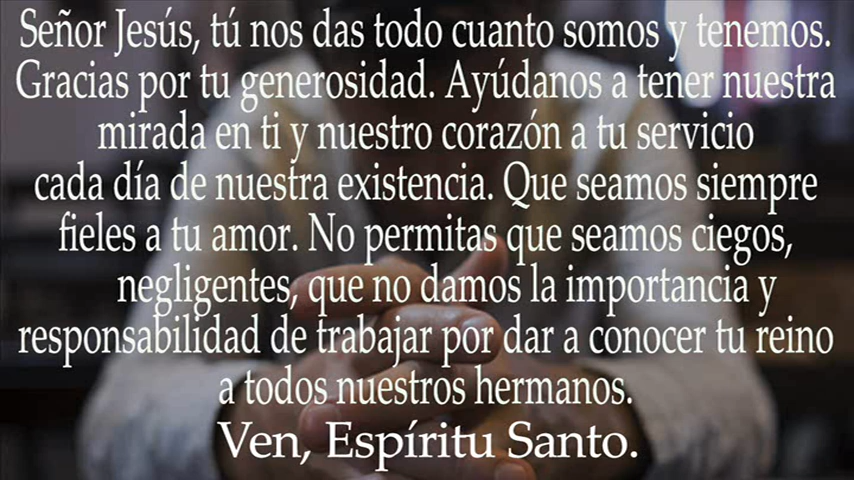 Señor Jesús, tú nos das todo cuanto somos y tenemos.
Gracias por tu generosidad. Ayúdanos a tener nuestra
mirada en ti y nuestro corazón a tu servicio
cada día de nuestra existencia. Que seamos siempre
fieles a tu amor. No permitas que seamos ciegos,
negligentes, que no damos la importancia y
responsabilidad de trabajar por dar a conocer tu reino
a todos nuestros hermanos.
Ven, Espíritu Santo.